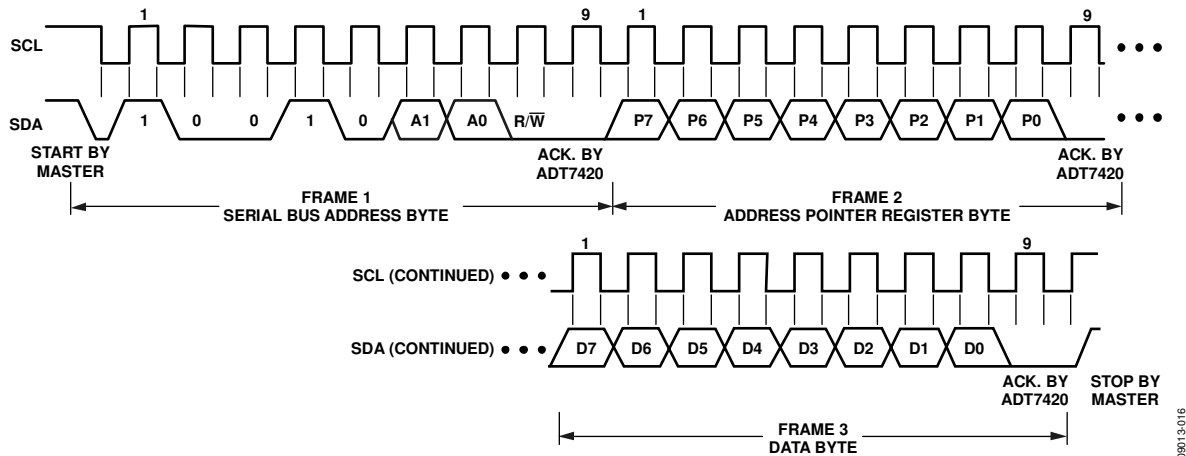 1 9 1 9
SCL
SDA 1 0 0 1 0 A1 A0 R/W̅ P7 P6 P5 P4 P3 P2 P1 P0
START BY
MASTER
ACK. BY
ADT7420
ACK. BY
ADT7420
FRAME 1
SERIAL BUS ADDRESS BYTE
FRAME 2
ADDRESS POINTER REGISTER BYTE
1 9
SCL (CONTINUED)
SDA (CONTINUED) D7 D6 D5 D4 D3 D2 D1 D0
ACK. BY
ADT7420
STOP BY
MASTER
FRAME 3
DATA BYTE
09013-016